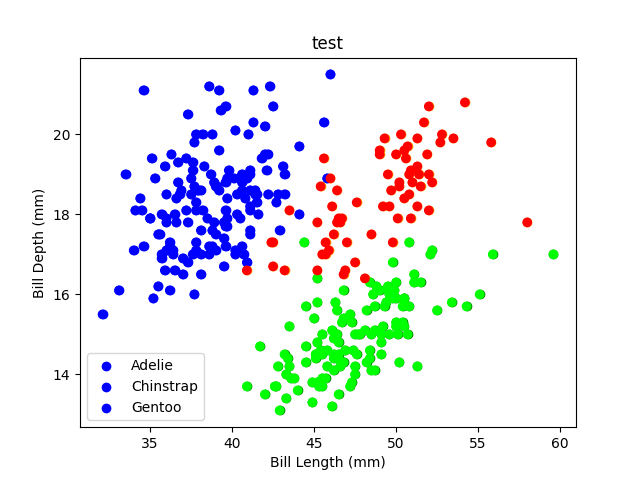 test
Bill Depth (mm)
20
18
16
14
Adelie
Chinstrap
Gentoo
35 40 45 50 55 60
Bill Length (mm)